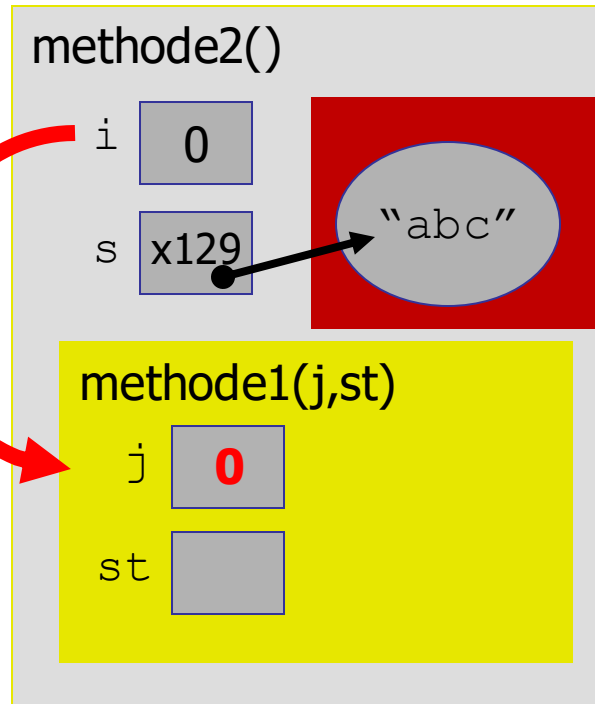 methode2()
i 0
s x129
“abc”
methode1(j,st)
j 0
st